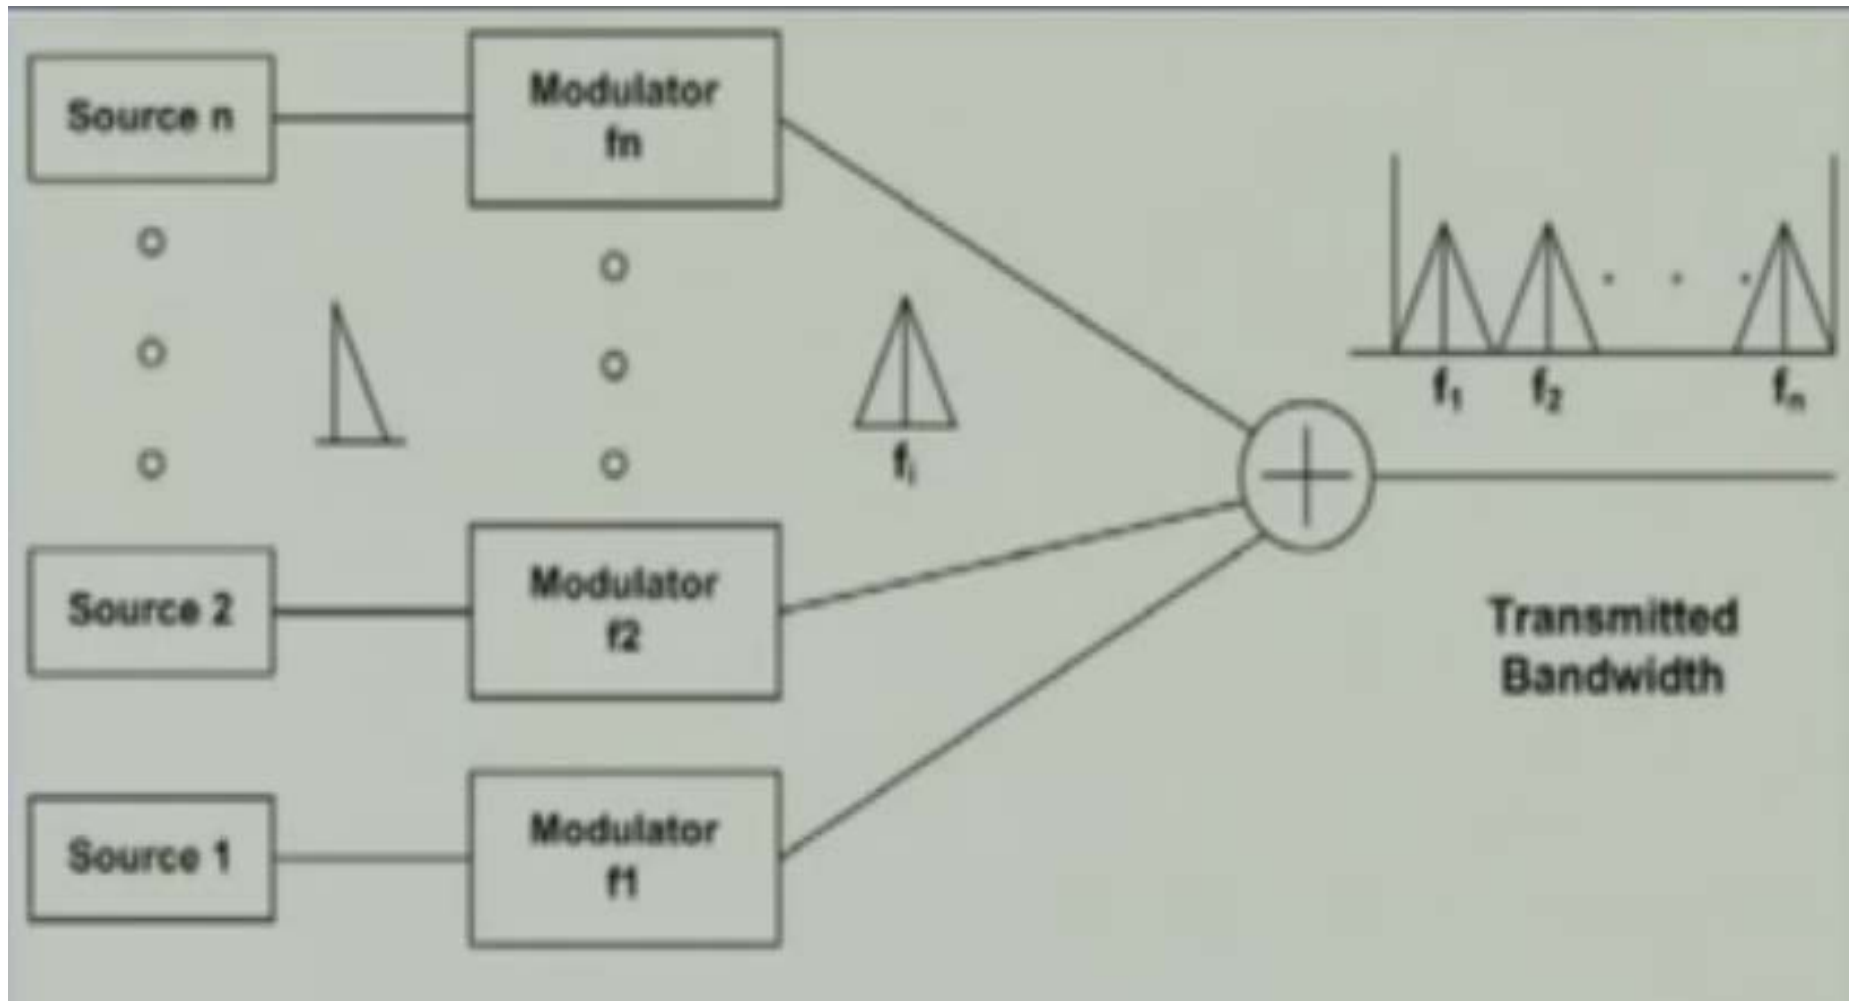 Source n
Modulator
fn
f₁ f₂ fₙ
fᵢ
Source 2
Modulator
f2
Transmitted
Bandwidth
Source 1
Modulator
f1